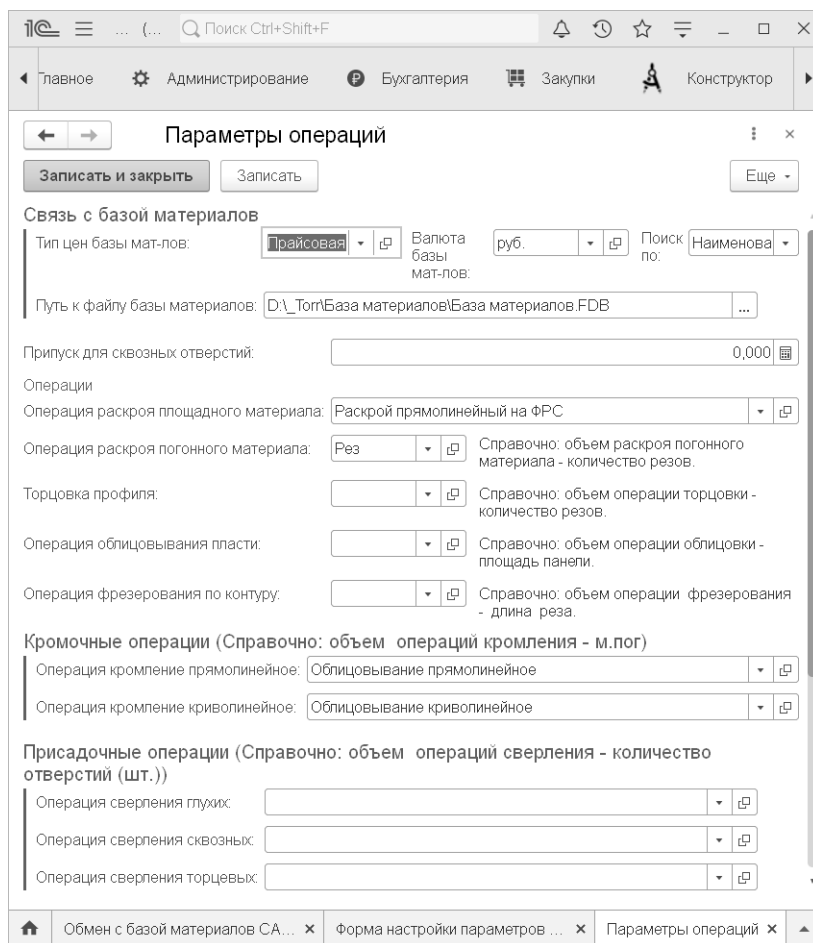 1С ... (... Поиск Ctrl+Shift+F
Главное Администрирование Бухгалтерия Закупки Конструктор
Параметры операций
Записать и закрыть Записать Еще
Связь с базой материалов
Тип цен базы мат-лов: Прайсовая Валюта базы мат-лов: руб. Поиск по: Наименова
Путь к файлу базы материалов: D:\_Torr\База материалов\База материалов.FDB ...
Припуск для сквозных отверстий: 0,000
Операции
Операция раскроя площадного материала: Раскрой прямолинейный на ФРС
Операция раскроя погонного материала: Рез Справочно: объем раскроя погонного
материала - количество резов.
Торцовка профиля: Справочно: объем операции торцовки -
количество резов.
Операция облицовывания пласти: Справочно: объем операции облицовки -
площадь панели.
Операция фрезерования по контуру: Справочно: объем операции фрезерования
- длина реза.
Кромочные операции (Справочно: объем операций кромления - м.пог)
Операция кромление прямолинейное: Облицовывание прямолинейное
Операция кромление криволинейное: Облицовывание криволинейное
Присадочные операции (Справочно: объем операций сверления - количество
отверстий (шт.))
Операция сверления глухих:
Операция сверления сквозных:
Операция сверления торцевых:
Обмен с базой материалов СА... Форма настройки параметров ... Параметры операций